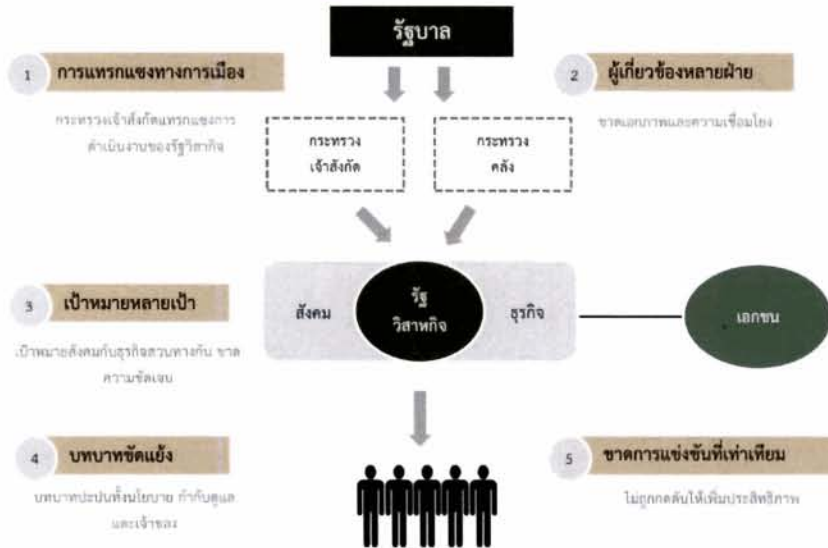 รัฐบาล
1 การแทรกแซงทางการเมือง
กระทรวงเจ้าสังกัดแทรกแซงการ
ดำเนินงานของรัฐวิสาหกิจ
2 ผู้เกี่ยวข้องหลายฝ่าย
ขาดเอกภาพและความเชื่อมโยง
กระทรวง
เจ้าสังกัด
กระทรวง
คลัง
3 เป้าหมายหลายเป้า
เป้าหมายสังคมกับธุรกิจสวนทางกัน ขาด
ความชัดเจน
สังคม
รัฐ
วิสาหกิจ
ธุรกิจ
เอกชน
4 บทบาทขัดแย้ง
บทบาทปะปนทั้งนโยบาย กำกับดูแล
และเจ้าของ
5 ขาดการแข่งขันที่เท่าเทียม
ไม่ถูกกดดันให้เพิ่มประสิทธิภาพ